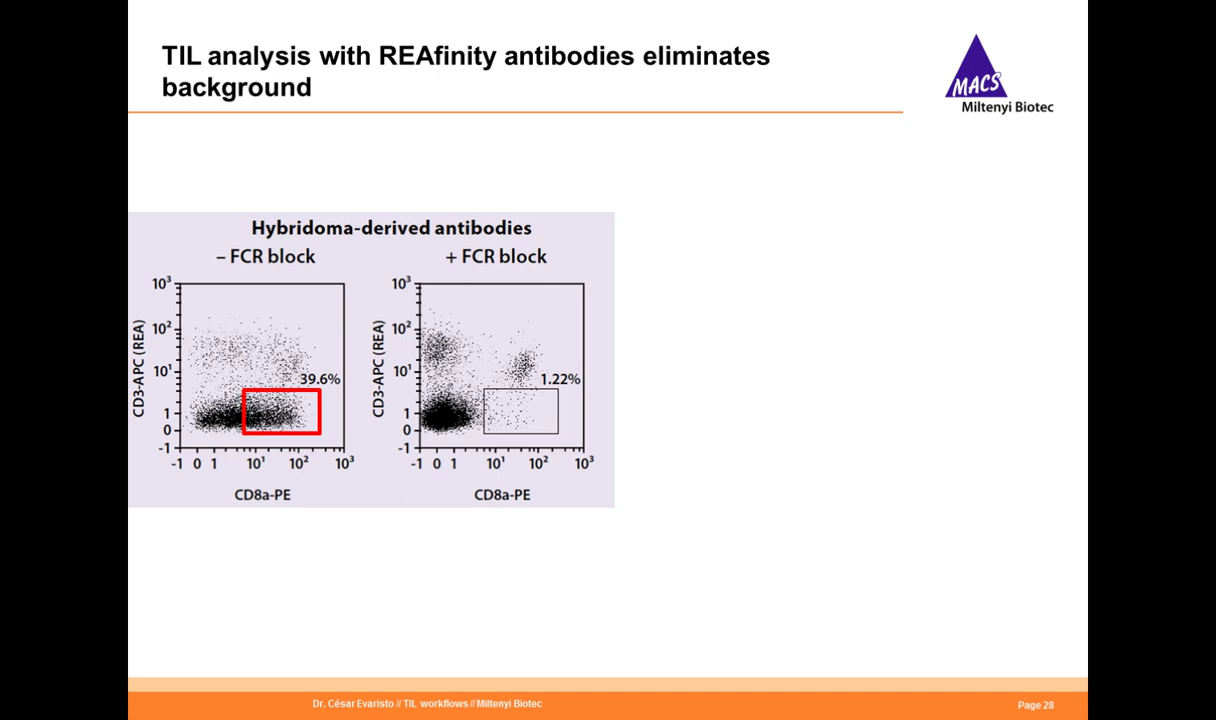 TIL analysis with REAfinity antibodies eliminates
background
MACS
Miltenyi Biotec
Hybridoma-derived antibodies
– FCR block
+ FCR block
10³
10²
10¹
1
0
-1
CD3-APC (REA)
39.6%
-1 0 1 10¹ 10² 10³
CD8a-PE
10³
10²
10¹
1
0
-1
CD3-APC (REA)
1.22%
-1 0 1 10¹ 10² 10³
CD8a-PE
Dr. César Evaristo // TIL workflows // Miltenyi Biotec
Page 28